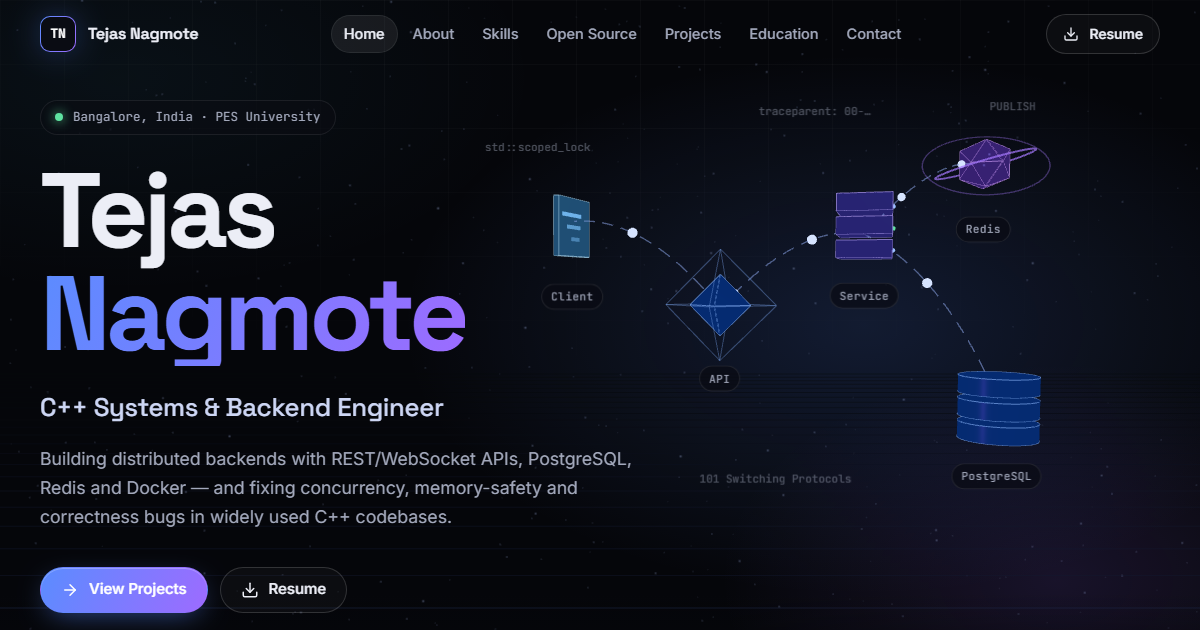 TN Tejas Nagmote Home About Skills Open Source Projects Education Contact Resume
Bangalore, India · PES University
traceparent: 00-…
PUBLISH
std::scoped_lock
Tejas
Nagmote
Redis
Client
Service
API
C++ Systems & Backend Engineer
Building distributed backends with REST/WebSocket APIs, PostgreSQL,
Redis and Docker — and fixing concurrency, memory-safety and
correctness bugs in widely used C++ codebases.
101 Switching Protocols
PostgreSQL
View Projects
Resume